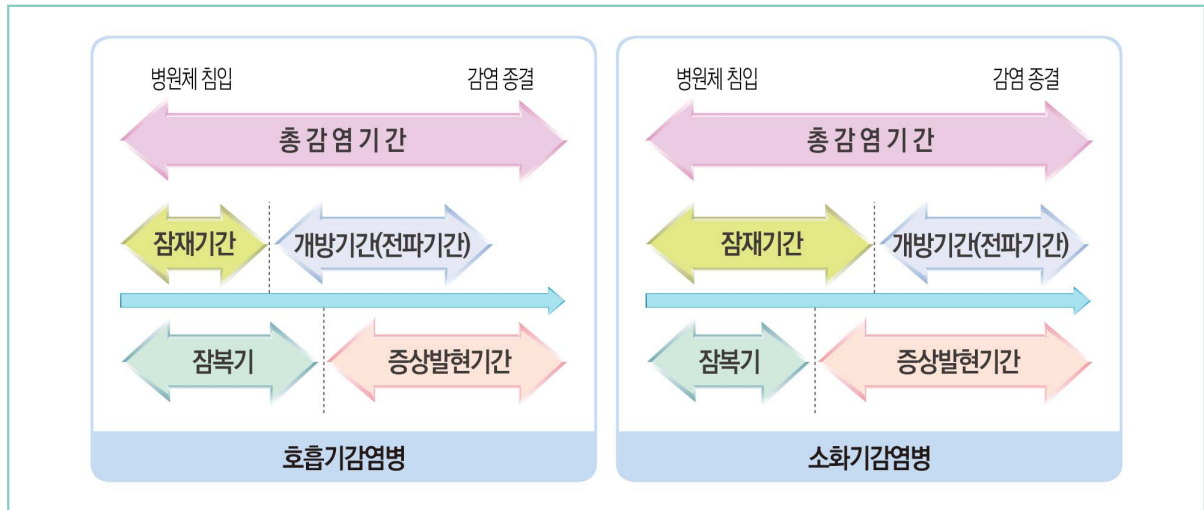 병원체 침입 감염 종결
총 감 염 기 간
잠재기간 개방기간(전파기간)
잠복기 증상발현기간
호흡기감염병
병원체 침입 감염 종결
총 감 염 기 간
잠재기간 개방기간(전파기간)
잠복기 증상발현기간
소화기감염병